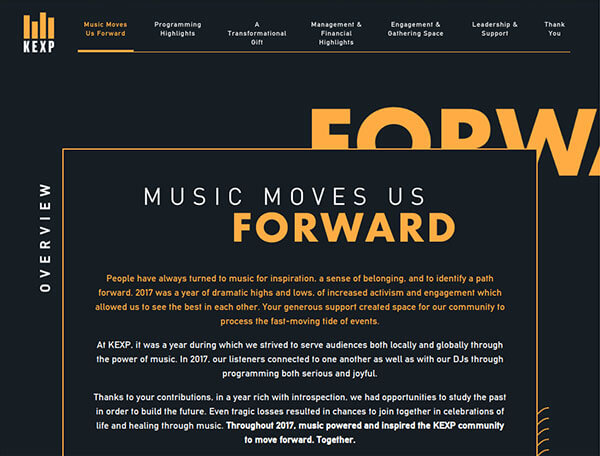 KEXP
Music Moves
Us Forward
Programming
Highlights
A
Transformational
Gift
Management &
Financial
Highlights
Engagement &
Gathering Space
Leadership &
Support
Thank
You
FORWA
OVERVIEW
MUSIC MOVES US
FORWARD
People have always turned to music for inspiration, a sense of belonging, and to identify a path
forward. 2017 was a year of dramatic highs and lows, of increased activism and engagement which
allowed us to see the best in each other. Your generous support created space for our community to
process the fast-moving tide of events.
At KEXP, it was a year during which we strived to serve audiences both locally and globally through
the power of music. In 2017, our listeners connected to one another as well as with our DJs through
programming both serious and joyful.
Thanks to your contributions, in a year rich with introspection, we had opportunities to study the past
in order to build the future. Even tragic losses resulted in chances to join together in celebrations of
life and healing through music. Throughout 2017, music powered and inspired the KEXP community
to move forward. Together.